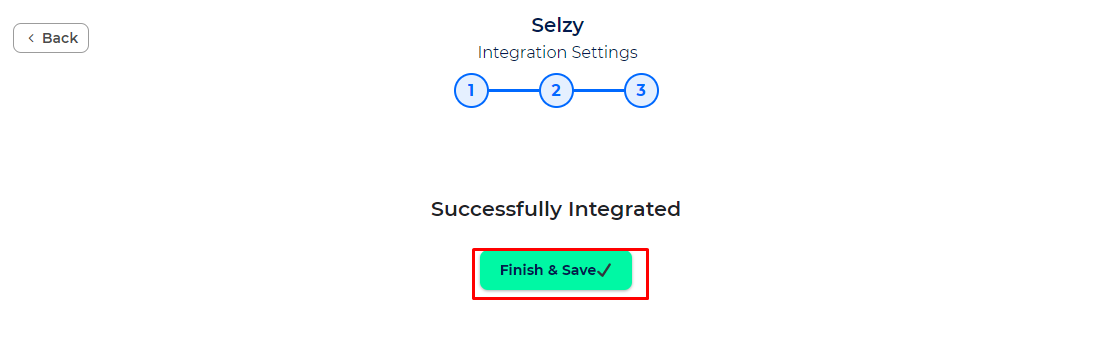 Back
Selzy
Integration Settings
1 2 3
Successfully Integrated
Finish & Save